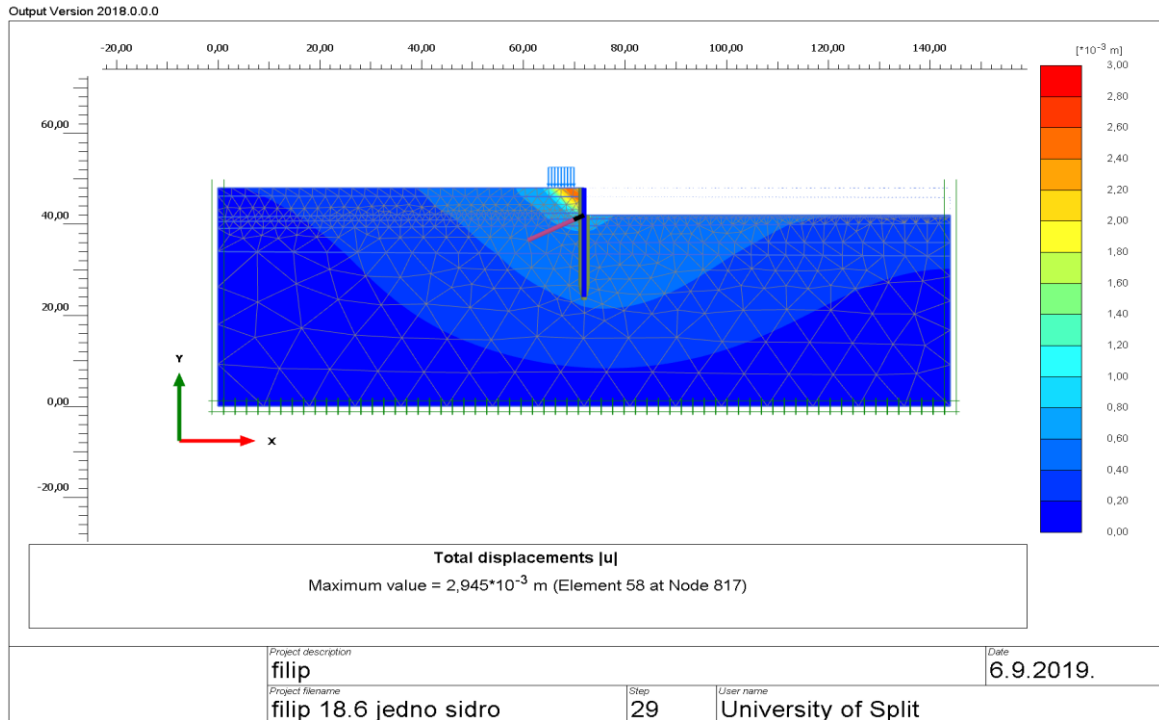 Output Version 2018.0.0.0
-20,00 0,00 20,00 40,00 60,00 80,00 100,00 120,00 140,00
[*10-3 m]
3,00
2,80
2,60
2,40
2,20
2,00
1,80
1,60
1,40
1,20
1,00
0,80
0,60
0,40
0,20
0,00
60,00
40,00
20,00
0,00
-20,00
Y
X
Total displacements |u|
Maximum value = 2,945*10-3 m (Element 58 at Node 817)
Project description
filip
Date
6.9.2019.
Project filename
filip 18.6 jedno sidro
Step
29
User name
University of Split